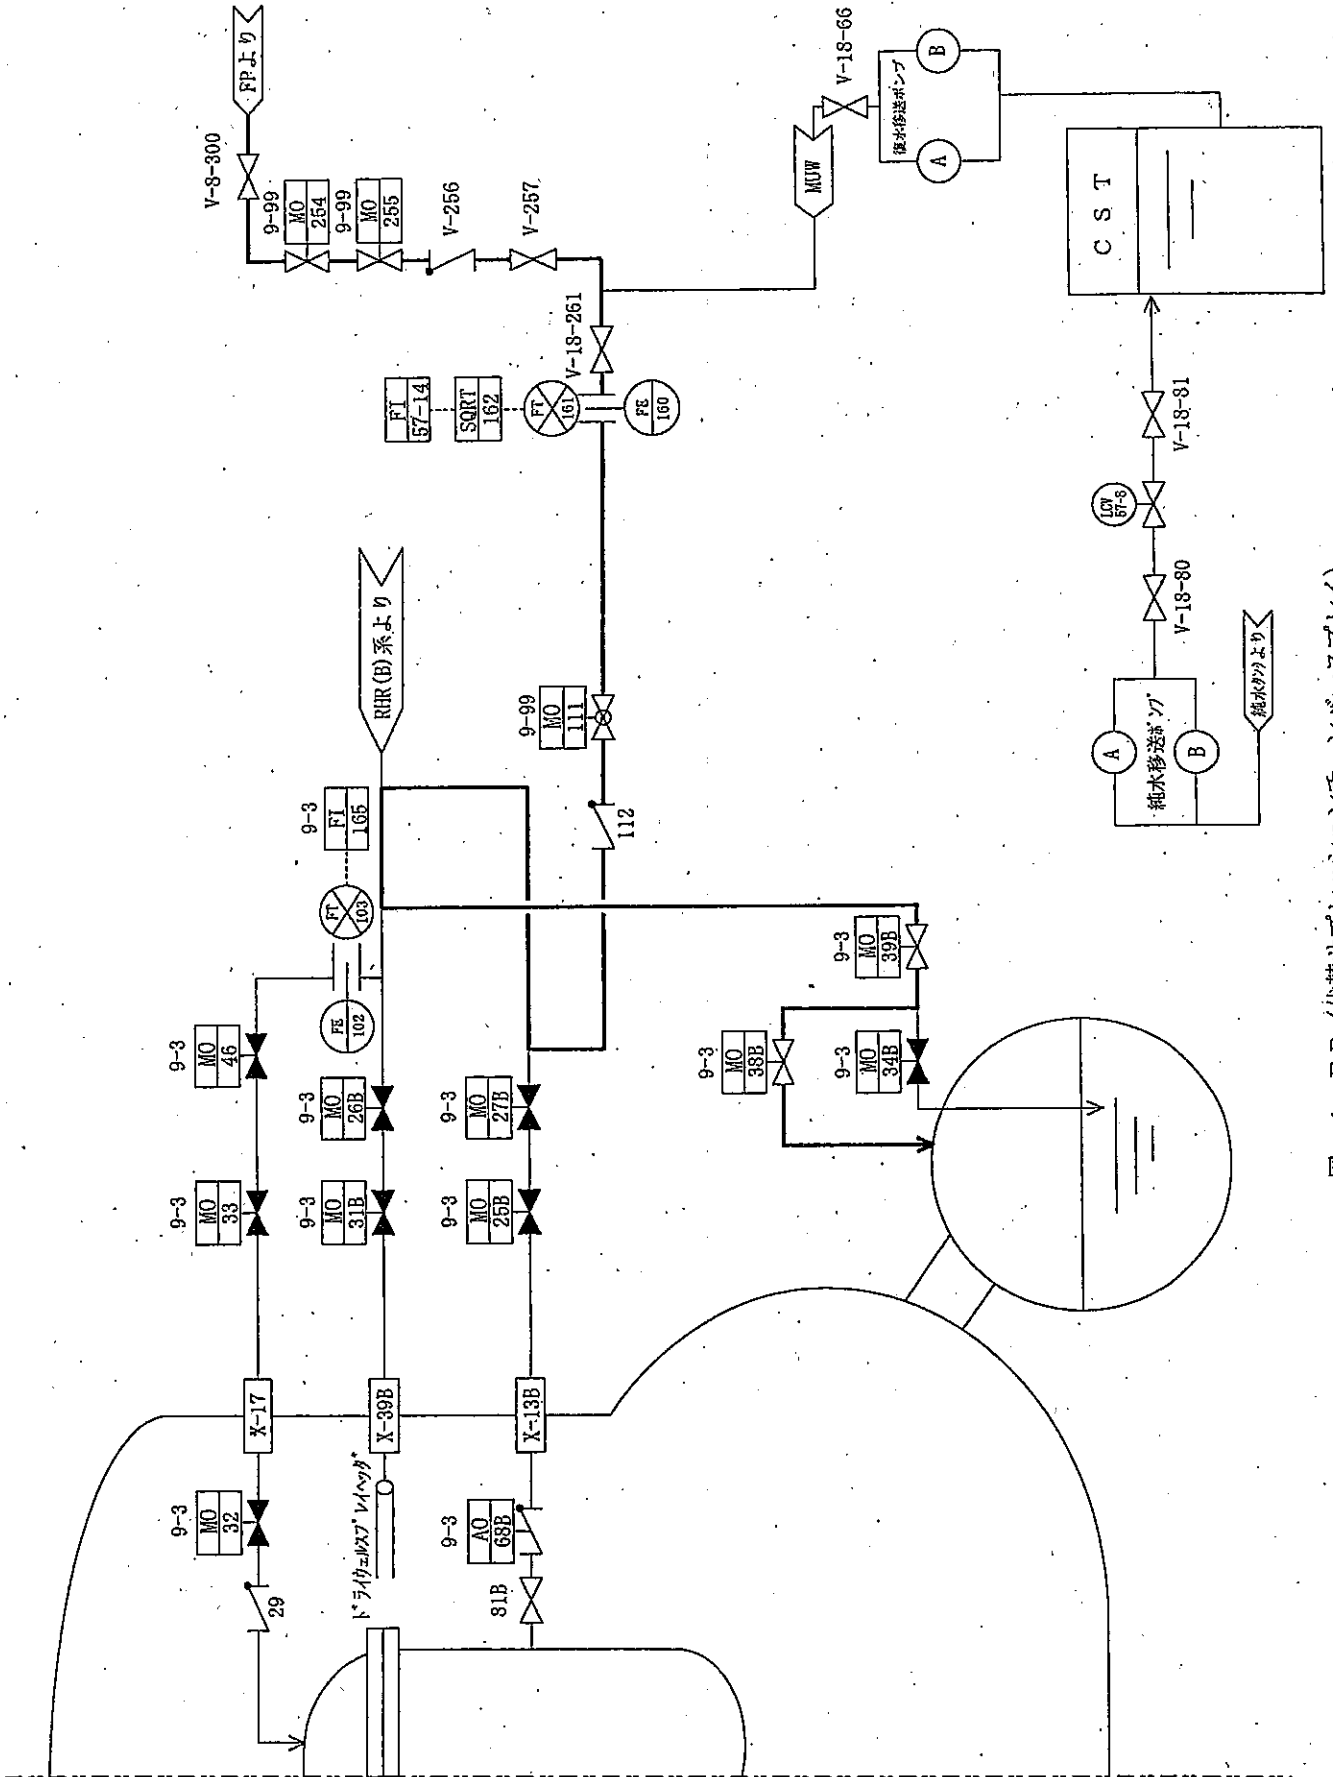 FPより
V-8-300
9-99
MO
254
9-99
MO
255
V-256
V-257
V-18-261
FI
57-14
SQRT
162
FT
161
FE
160
MUW
V-18-66
復水移送ポンプ
A
B
CST
V-18-81
LCV
57-8
V-18-80
純水移送ポンプ
A
B
純水タンクより
RHR(B)系より
9-99
MO
111
112
9-3
FI
165
FT
103
FE
102
9-3
MO
46
9-3
MO
33
9-3
MO
26B
9-3
MO
31B
9-3
MO
27B
9-3
MO
25B
9-3
MO
39B
9-3
MO
38B
9-3
MO
34B
X-17
X-39B
X-13B
9-3
MO
32
29
ドライウェルスプレイヘッダ
9-3
AO
68B
81B